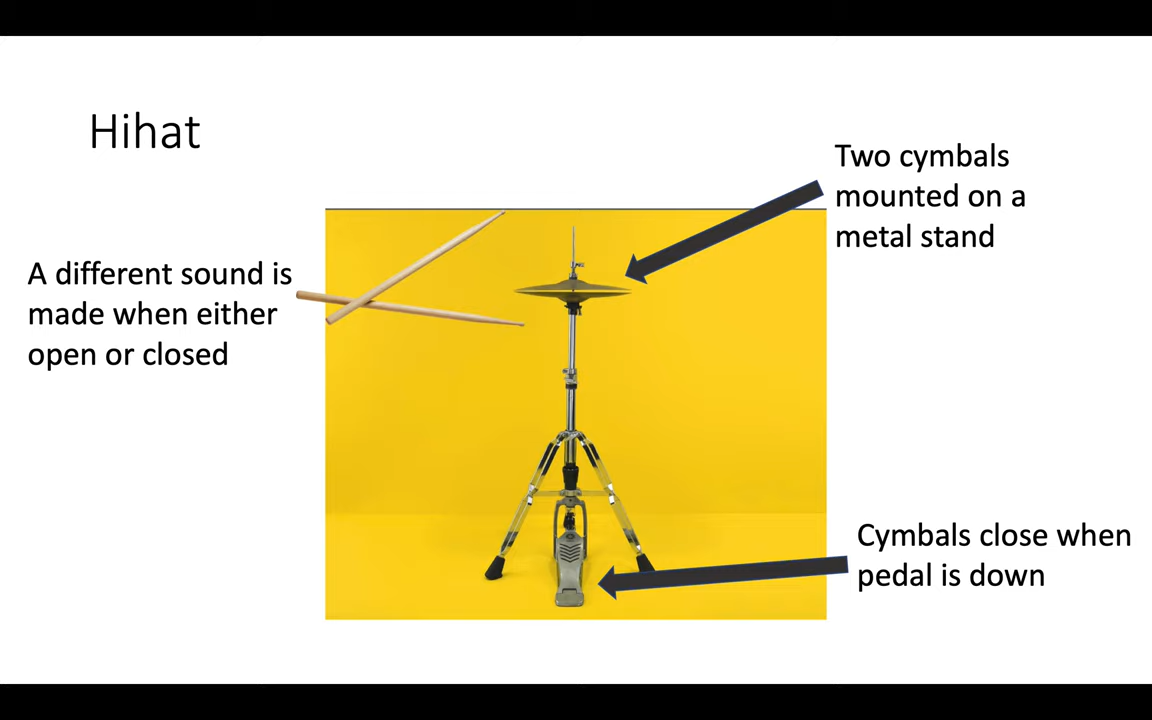 Hihat
Two cymbals
mounted on a
metal stand
A different sound is
made when either
open or closed
Cymbals close when
pedal is down